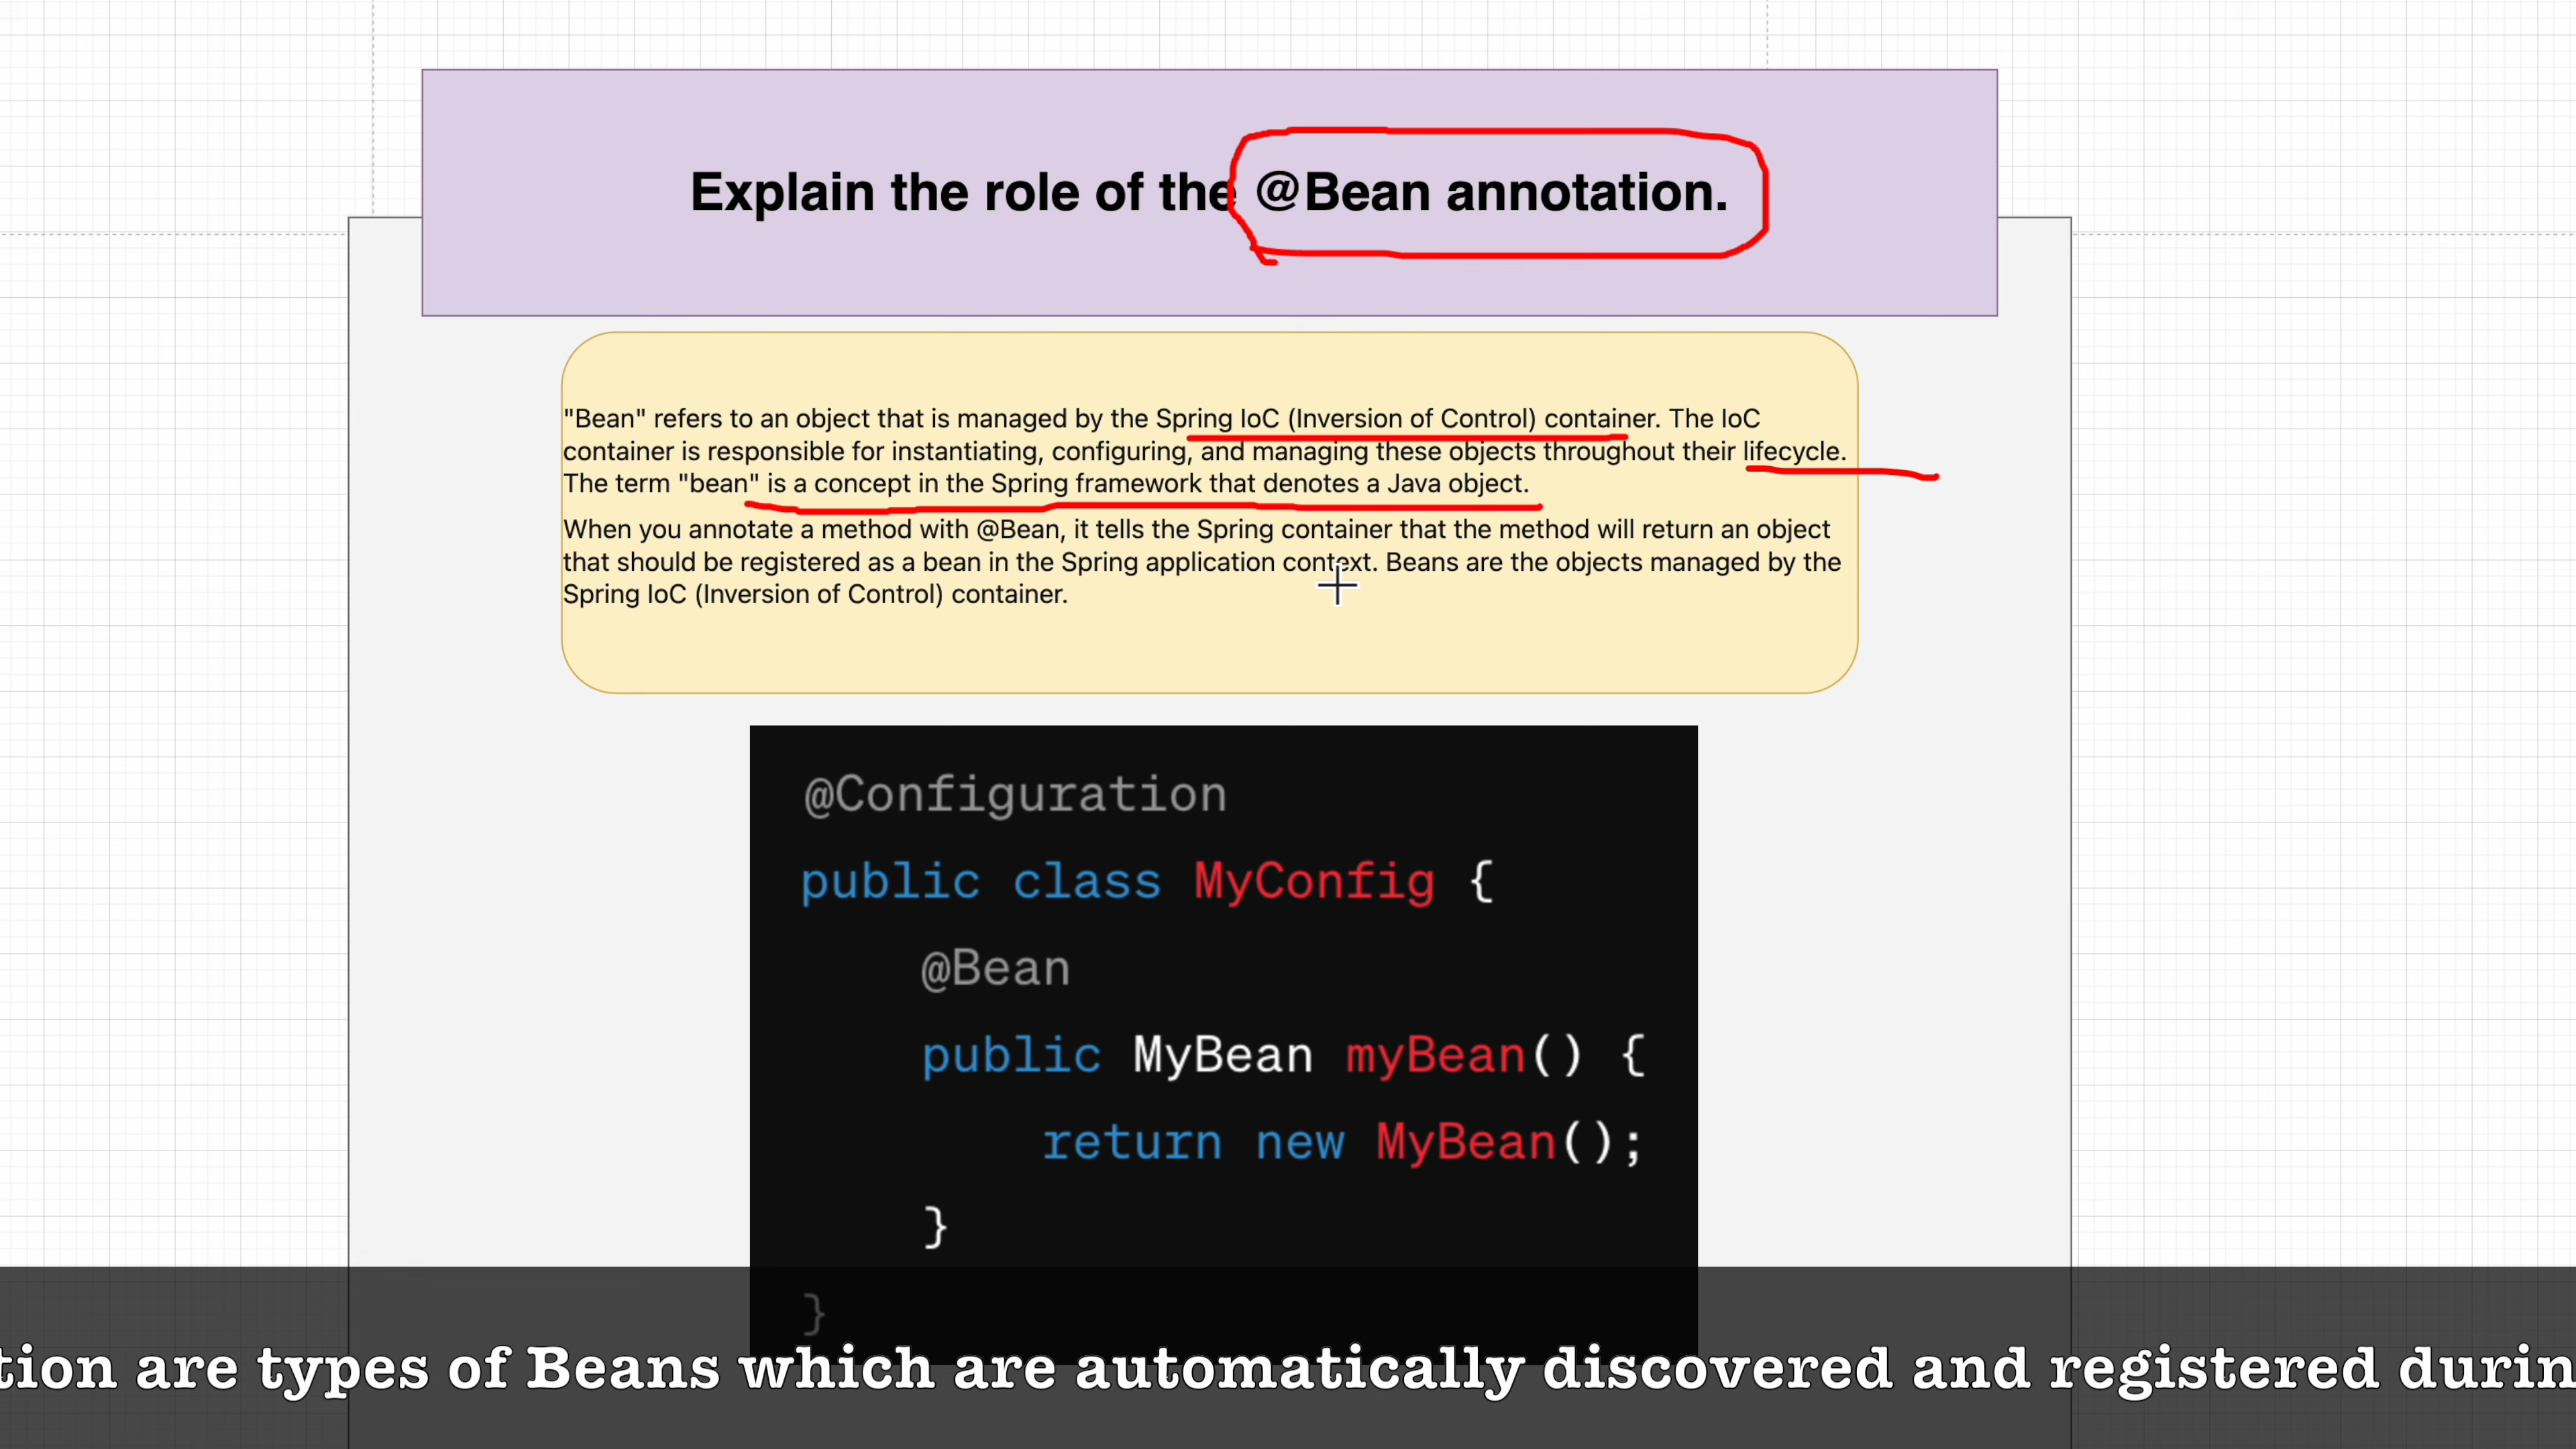 Explain the role of the @Bean annotation.
"Bean" refers to an object that is managed by the Spring IoC (Inversion of Control) container. The IoC
container is responsible for instantiating, configuring, and managing these objects throughout their lifecycle.
The term "bean" is a concept in the Spring framework that denotes a Java object.
When you annotate a method with @Bean, it tells the Spring container that the method will return an object
that should be registered as a bean in the Spring application context. Beans are the objects managed by the
Spring IoC (Inversion of Control) container.
@Configuration
public class MyConfig {
@Bean
public MyBean myBean() {
return new MyBean();
}
}
tion are types of Beans which are automatically discovered and registered durin